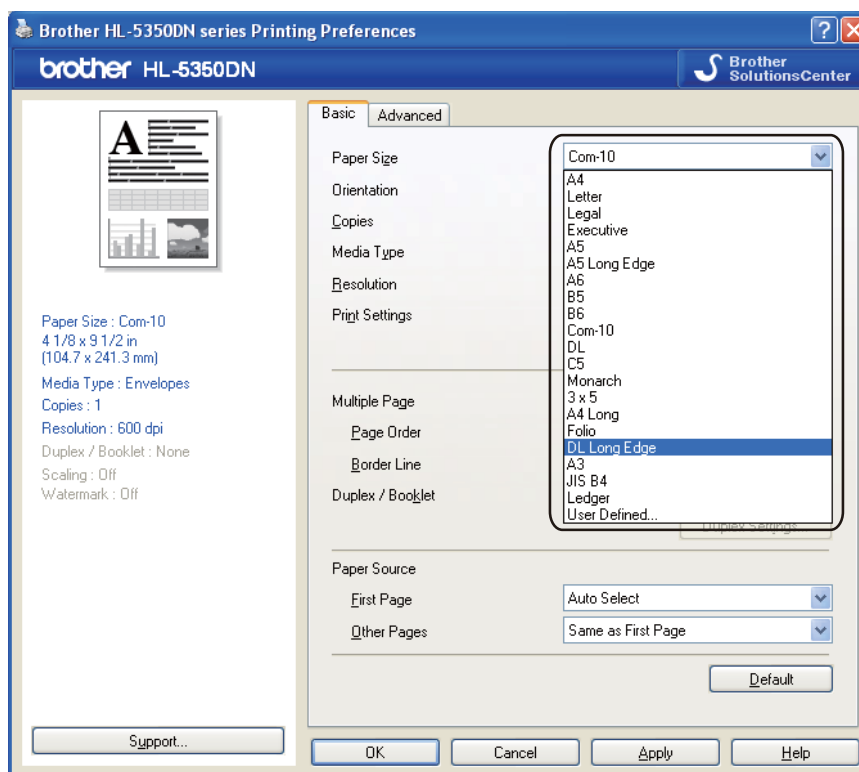 Brother HL-5350DN series Printing Preferences
brother HL-5350DN
Brother
SolutionsCenter
A
Paper Size : Com-10
4 1/8 x 9 1/2 in
(104.7 x 241.3 mm)
Media Type : Envelopes
Copies : 1
Resolution : 600 dpi
Duplex / Booklet : None
Scaling : Off
Watermark : Off
Support...
Basic
Advanced
Paper Size
Com-10
Orientation
Copies
Media Type
Resolution
Print Settings
A4
Letter
Legal
Executive
A5
A5 Long Edge
A6
B5
B6
Com-10
DL
C5
Monarch
3 x 5
A4 Long
Folio
DL Long Edge
A3
JIS B4
Ledger
User Defined...
Multiple Page
Page Order
Border Line
Duplex / Booklet
Duplex Settings...
Paper Source
First Page
Auto Select
Other Pages
Same as First Page
Default
OK
Cancel
Apply
Help